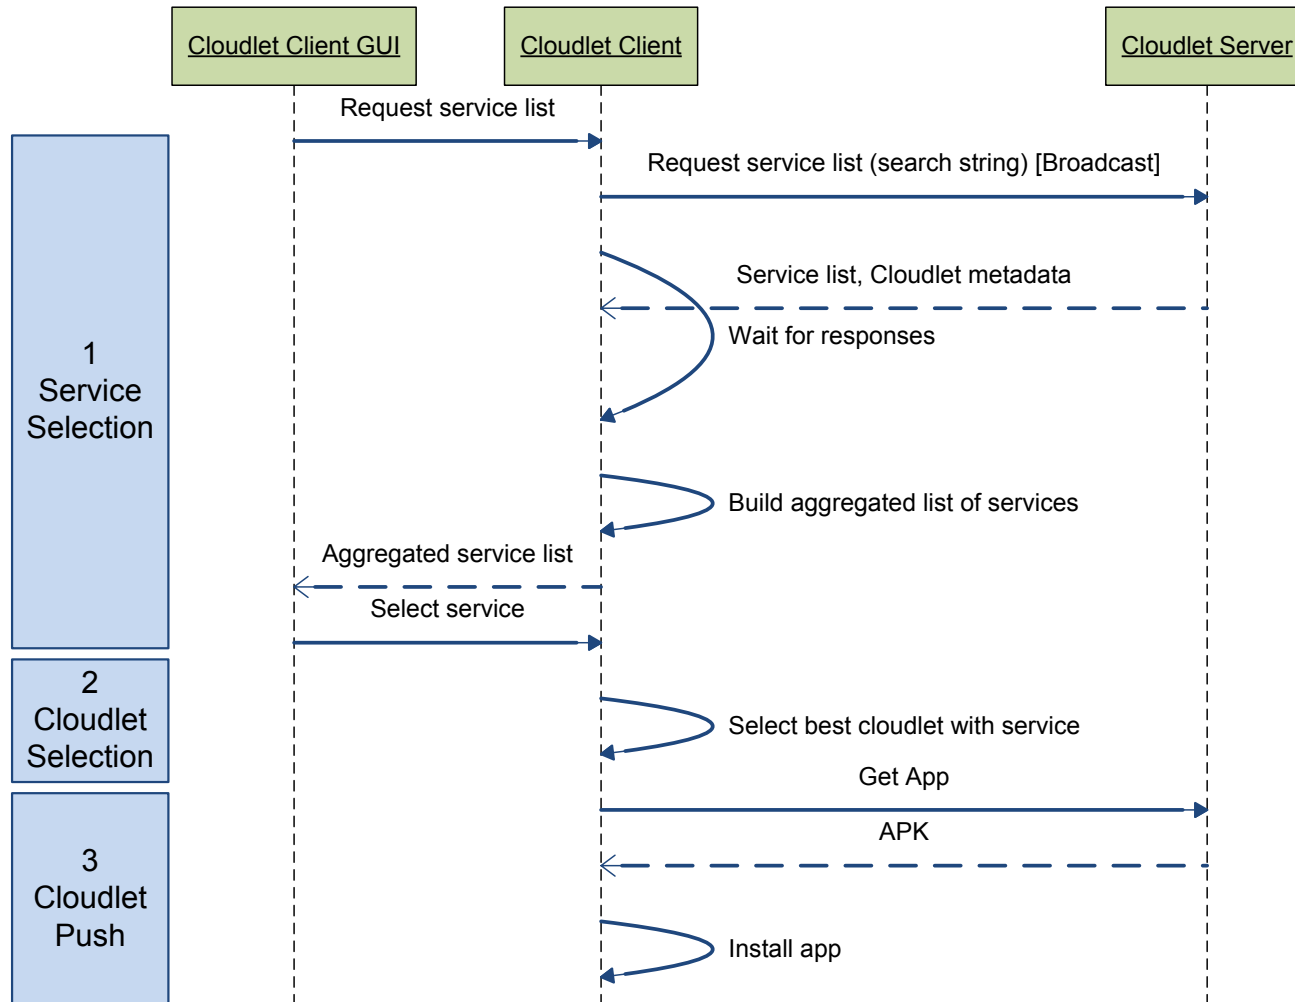 Cloudlet Client GUI
Cloudlet Client
Cloudlet Server
Request service list
Request service list (search string) [Broadcast]
Service list, Cloudlet metadata
Wait for responses
1
Service
Selection
Build aggregated list of services
Aggregated service list
Select service
2
Cloudlet
Selection
Select best cloudlet with service
Get App
APK
3
Cloudlet
Push
Install app